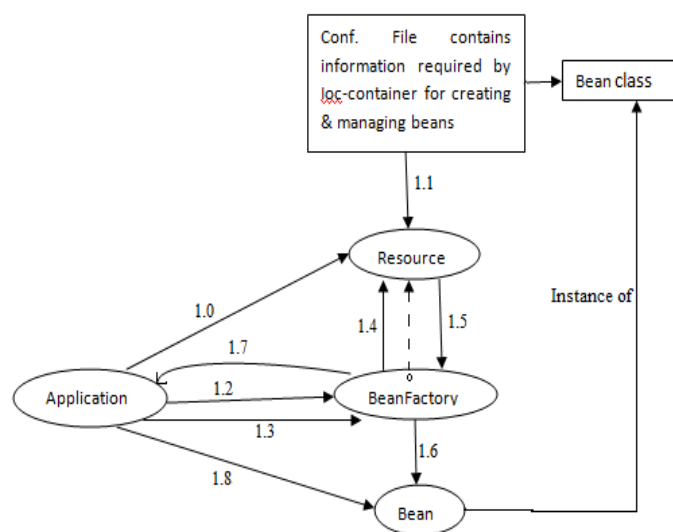 Conf. File contains
information required by
Ioc-container for creating
& managing beans
Bean class
1.1
Resource
Instance of
1.0
1.4
1.5
1.7
Application
1.2
BeanFactory
1.3
1.6
1.8
Bean